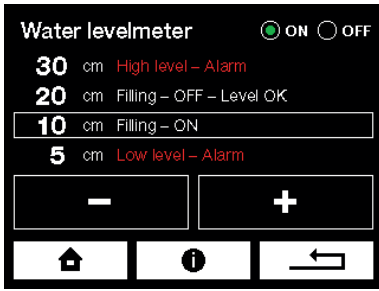 Water levelmeter ON OFF
30 cm High level – Alarm
20 cm Filling – OFF – Level OK
10 cm Filling – ON
5 cm Low level – Alarm
– +
i